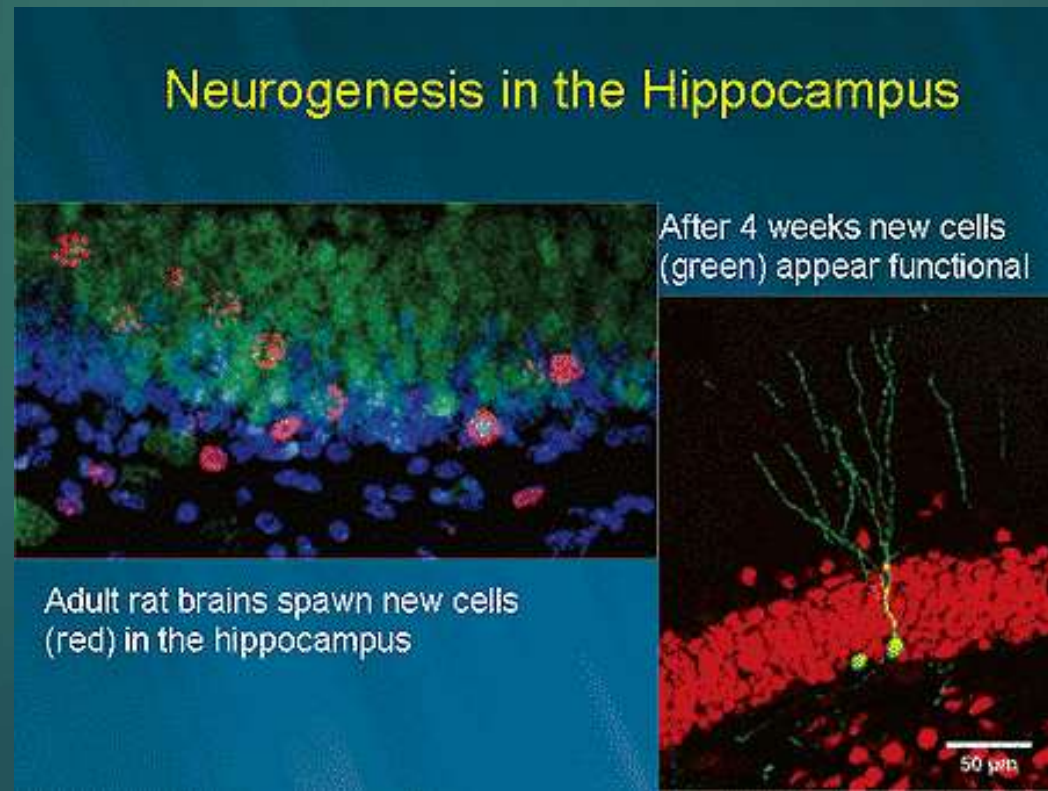 Neurogenesis in the Hippocampus
After 4 weeks new cells
(green) appear functional
Adult rat brains spawn new cells
(red) in the hippocampus
50 µm